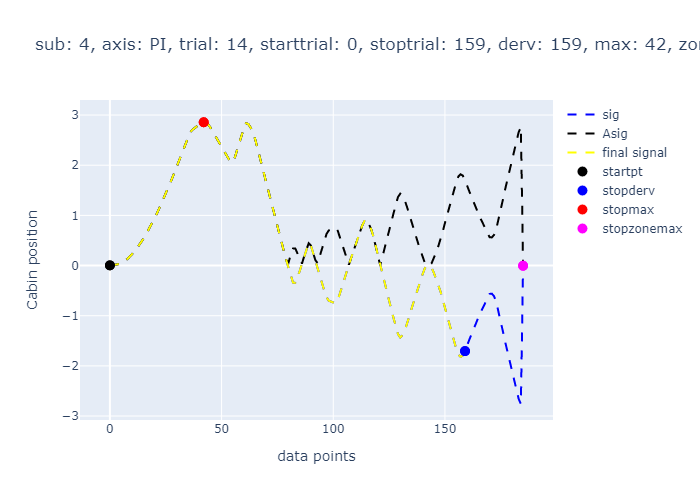 sub: 4, axis: PI, trial: 14, starttrial: 0, stoptrial: 159, derv: 159, max: 42,
sig
Asig
final signal
startpt
stopderv
stopmax
stopzonemax
Cabin position
3
2
1
0
−1
−2
−3
0
50
100
150
data points